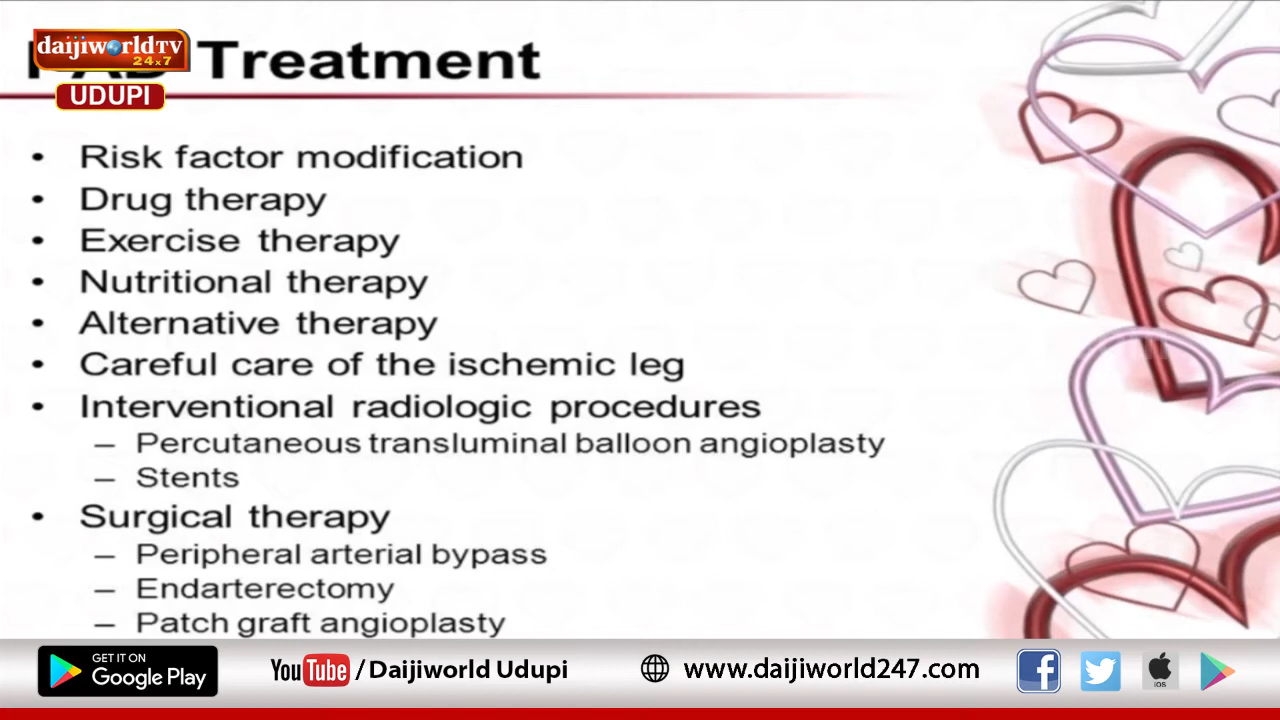 daijiworldTV
24x7
UDUPI
Treatment
• Risk factor modification
• Drug therapy
• Exercise therapy
• Nutritional therapy
• Alternative therapy
• Careful care of the ischemic leg
• Interventional radiologic procedures
– Percutaneous transluminal balloon angioplasty
– Stents
• Surgical therapy
– Peripheral arterial bypass
– Endarterectomy
– Patch graft angioplasty
GET IT ON
Google Play
YouTube / Daijiworld Udupi
www.daijiworld247.com
iOS